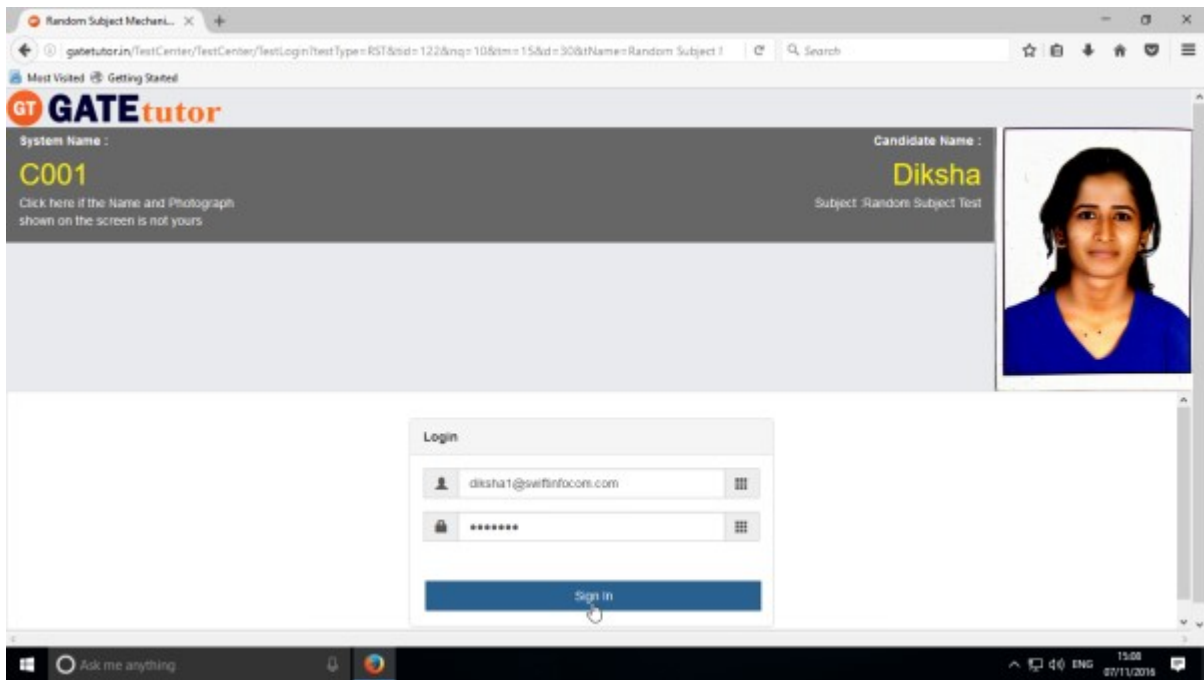 Random Subject Mechani...
gatetutor.in/TestCenter/TestCenter/TestLogin?testType=RST&tid=122&nq=10&tm=15&d=30&tName=Random Subject
Search
Most Visited Getting Started
GT GATEtutor
System Name :
Candidate Name :
C001
Diksha
Click here if the Name and Photograph
shown on the screen is not yours
Subject :Random Subject Test
Login
diksha1@swiftinfocom.com
•••••••
Sign In
Ask me anything
ENG
15:08
07/11/2016